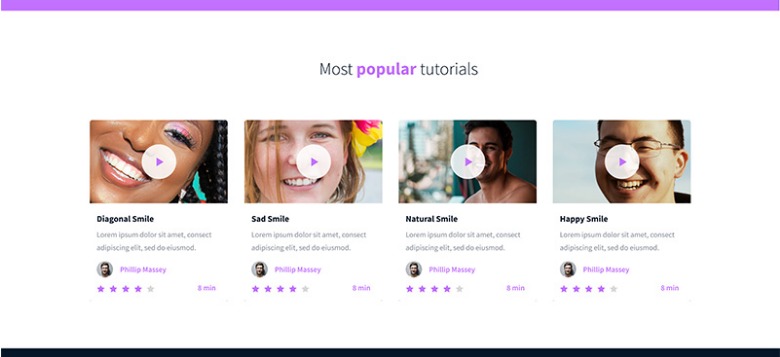 Most popular tutorials
Diagonal Smile
Lorem ipsum dolor sit amet, consect
adipiscing elit, sed do eiusmod.
Phillip Massey
8 min
Sad Smile
Lorem ipsum dolor sit amet, consect
adipiscing elit, sed do eiusmod.
Phillip Massey
8 min
Natural Smile
Lorem ipsum dolor sit amet, consect
adipiscing elit, sed do eiusmod.
Phillip Massey
8 min
Happy Smile
Lorem ipsum dolor sit amet, consect
adipiscing elit, sed do eiusmod.
Phillip Massey
8 min